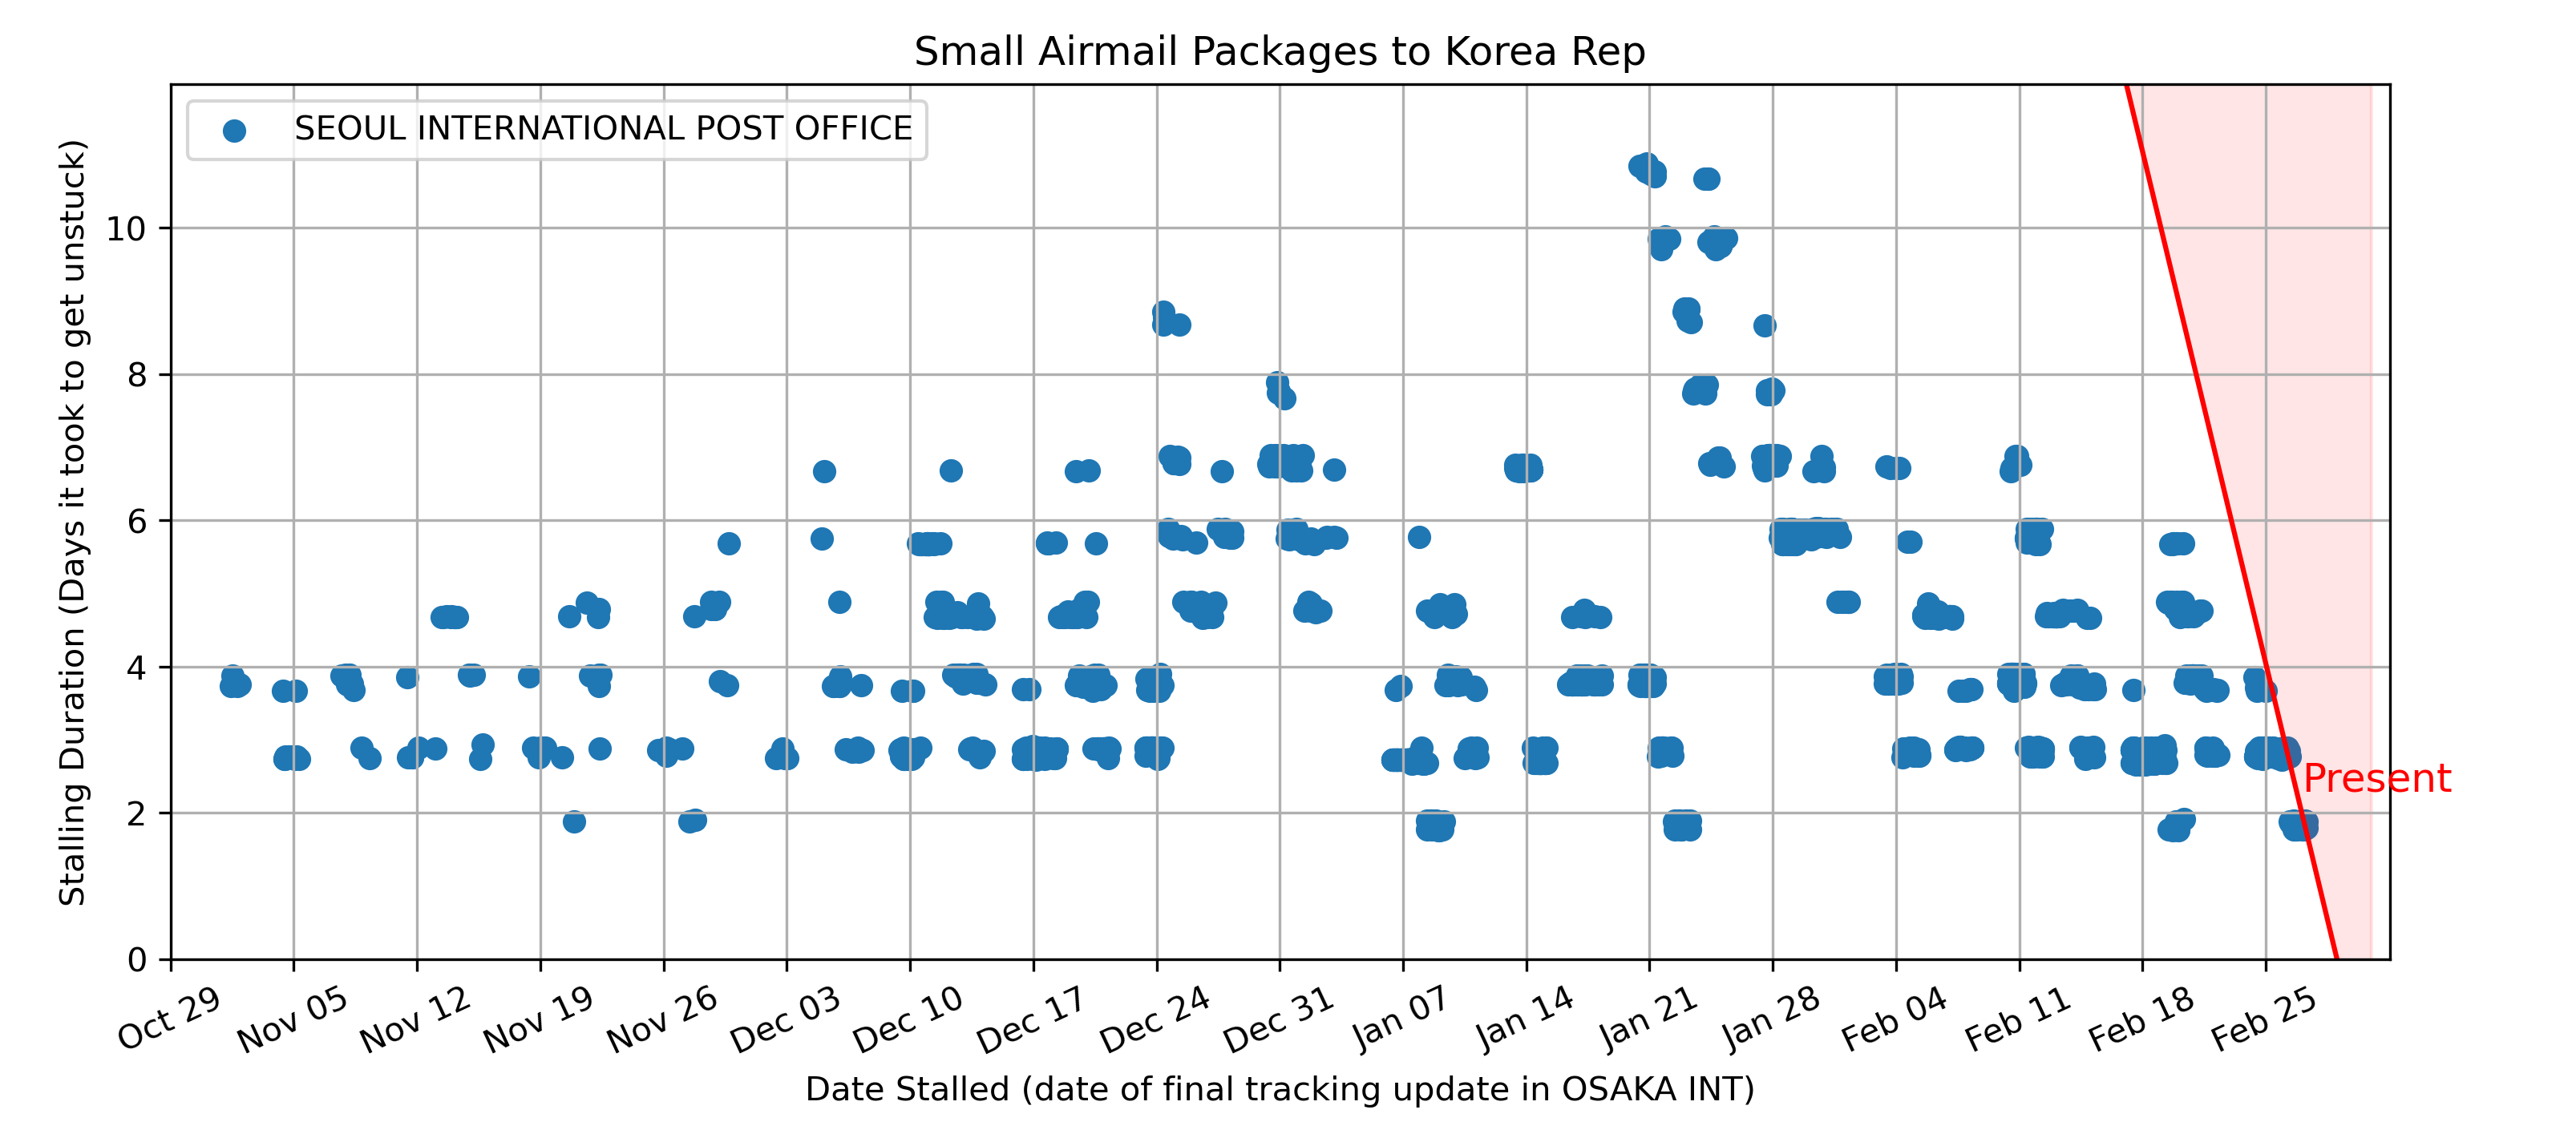 Small Airmail Packages to Korea Rep
SEOUL INTERNATIONAL POST OFFICE
Stalling Duration (Days it took to get unstuck)
10
8
6
4
2
0
Present
Oct 29 Nov 05 Nov 12 Nov 19 Nov 26 Dec 03 Dec 10 Dec 17 Dec 24 Dec 31 Jan 07 Jan 14 Jan 21 Jan 28 Feb 04 Feb 11 Feb 18 Feb 25
Date Stalled (date of final tracking update in OSAKA INT)